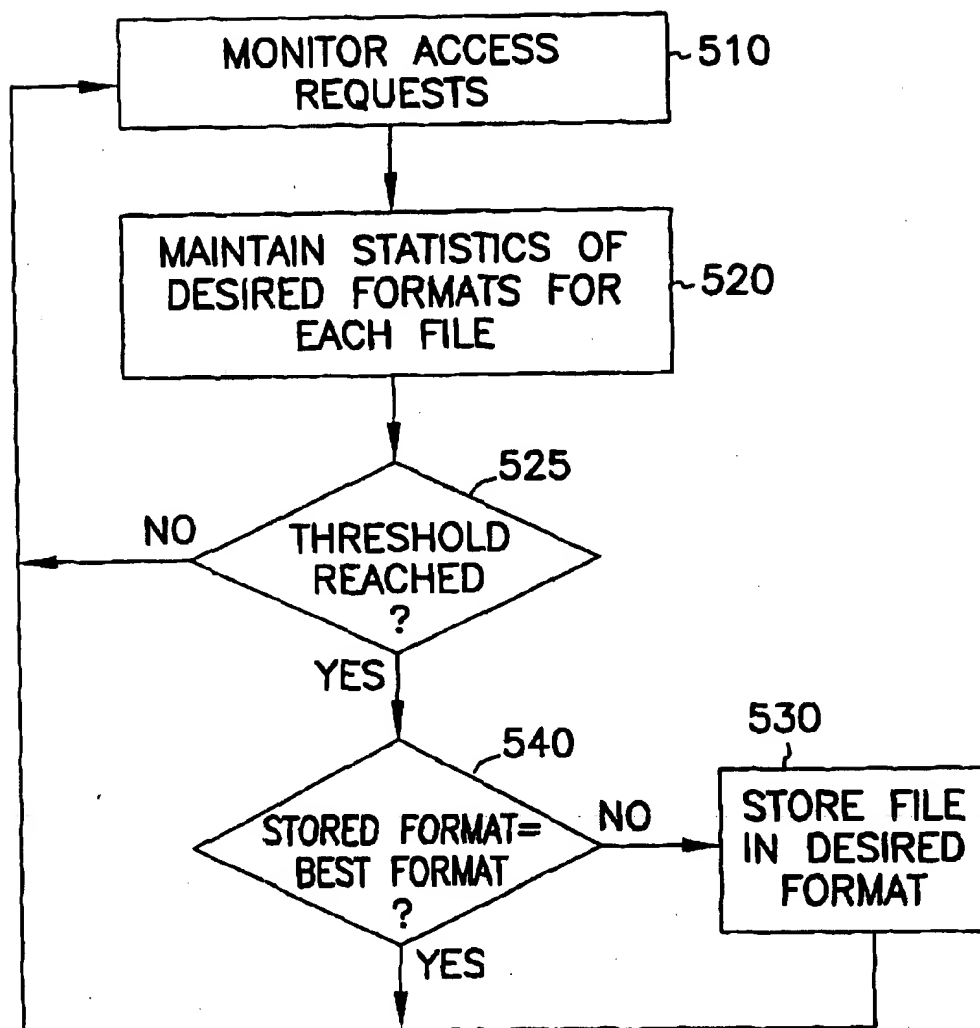 MONITOR ACCESS
REQUESTS
510
MAINTAIN STATISTICS OF
DESIRED FORMATS FOR
EACH FILE
520
525
NO
THRESHOLD
REACHED
?
YES
540
530
STORED FORMAT=
BEST FORMAT
?
NO
STORE FILE
IN DESIRED
FORMAT
YES